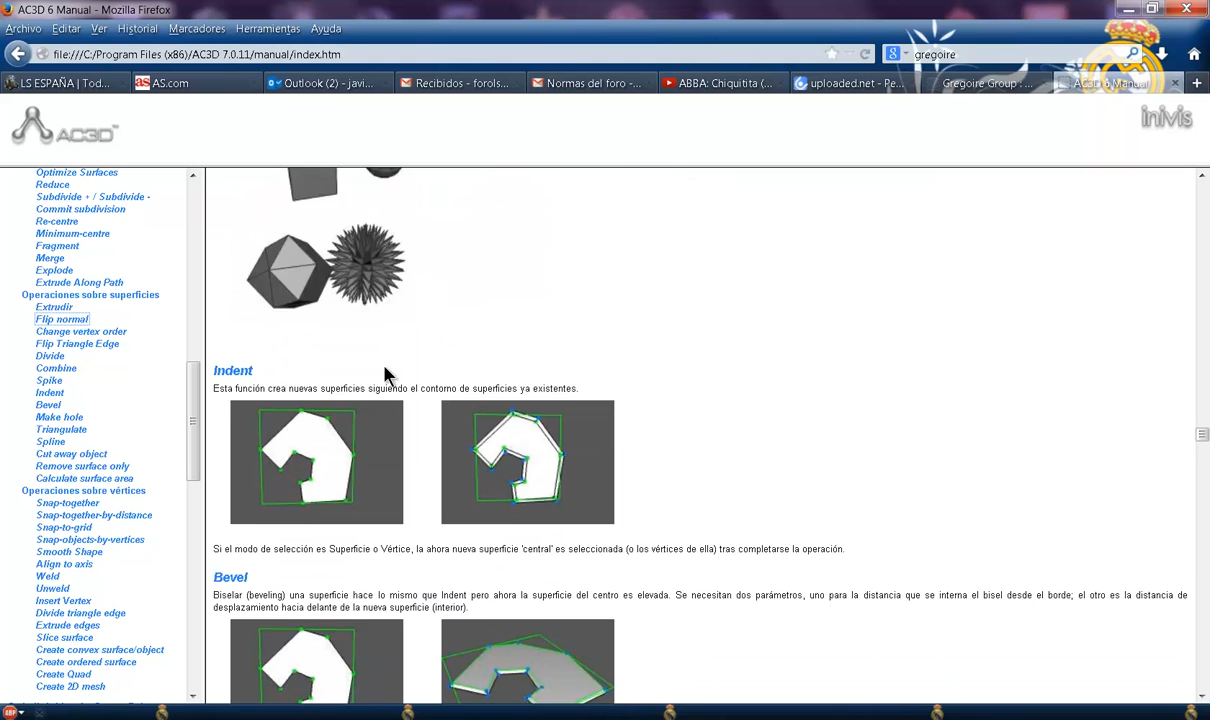 AC3D 6 Manual - Mozilla Firefox
Archivo Editar Ver Historial Marcadores Herramientas Ayuda
file:///C:/Program Files (x86)/AC3D 7.0.11/manual/index.htm
gregoire
LS ESPAÑA | Tod... AS.com Outlook (2) - javi... Recibidos - forols... Normas del foro -... ABBA: Chiquitita (... uploaded.net - Pe... Gregoire Group : ... AC3D 6 Manual
AC3D™
inivis
Optimize Surfaces
Reduce
Subdivide + / Subdivide -
Commit subdivision
Re-centre
Minimum-centre
Fragment
Merge
Explode
Extrude Along Path
Operaciones sobre superficies
Extrudir
Flip normal
Change vertex order
Flip Triangle Edge
Divide
Combine
Spike
Indent
Bevel
Make hole
Triangulate
Spline
Cut away object
Remove surface only
Calculate surface area
Operaciones sobre vértices
Snap-together
Snap-together-by-distance
Snap-to-grid
Snap-objects-by-vertices
Smooth Shape
Align to axis
Weld
Unweld
Insert Vertex
Divide triangle edge
Extrude edges
Slice surface
Create convex surface/object
Create ordered surface
Create Quad
Create 2D mesh
Indent
Esta función crea nuevas superficies siguiendo el contorno de superficies ya existentes.
Si el modo de selección es Superficie o Vértice, la ahora nueva superficie 'central' es seleccionada (o los vértices de ella) tras completarse la operación.
Bevel
Biselar (beveling) una superficie hace lo mismo que Indent pero ahora la superficie del centro es elevada. Se necesitan dos parámetros, uno para la distancia que se interna el bisel desde el borde; el otro es la distancia de
desplazamiento hacia delante de la nueva superficie (interior).
ABP